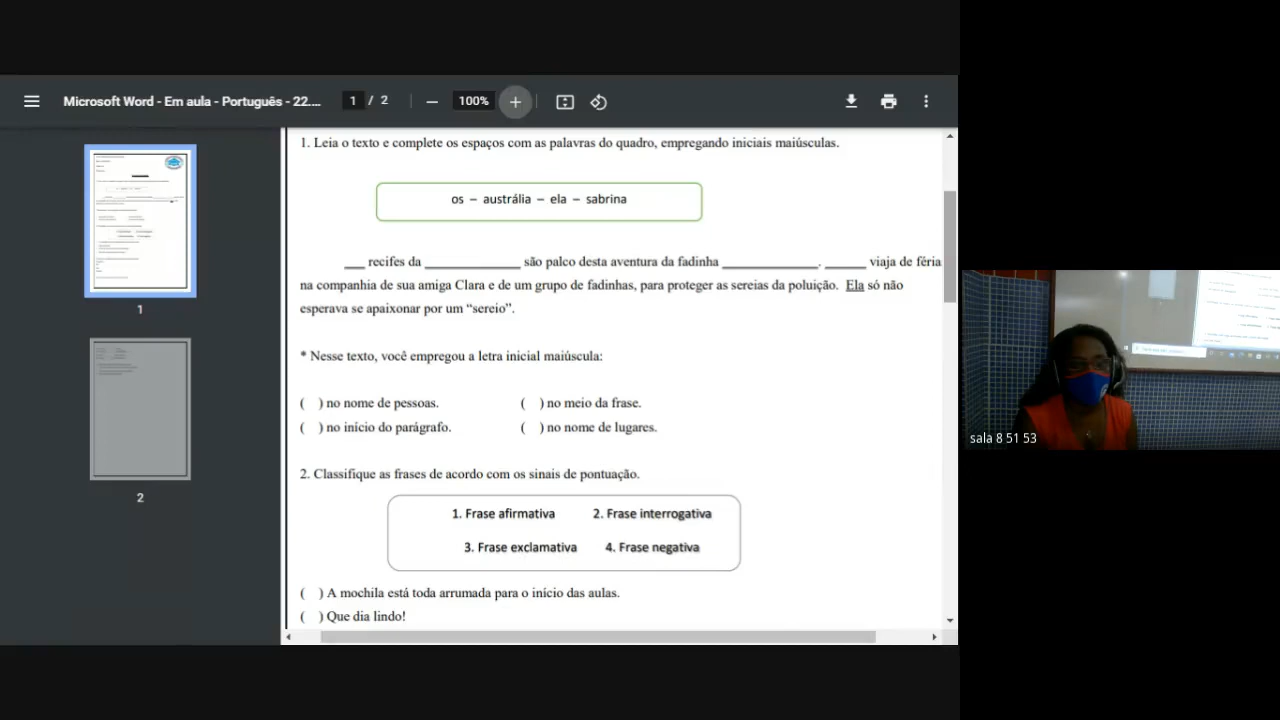 Microsoft Word - Em aula - Português - 22....
1 / 2
100%
1. Leia o texto e complete os espaços com as palavras do quadro, empregando iniciais maiúsculas.
os – austrália – ela – sabrina
___ recifes da ______________ são palco desta aventura da fadinha ______________. ______ viaja de féria
na companhia de sua amiga Clara e de um grupo de fadinhas, para proteger as sereias da poluição. Ela só não
esperava se apaixonar por um “sereio”.
* Nesse texto, você empregou a letra inicial maiúscula:
( ) no nome de pessoas. ( ) no meio da frase.
( ) no início do parágrafo. ( ) no nome de lugares.
2. Classifique as frases de acordo com os sinais de pontuação.
1. Frase afirmativa 2. Frase interrogativa
3. Frase exclamativa 4. Frase negativa
( ) A mochila está toda arrumada para o início das aulas.
( ) Que dia lindo!
1
2
sala 8 51 53